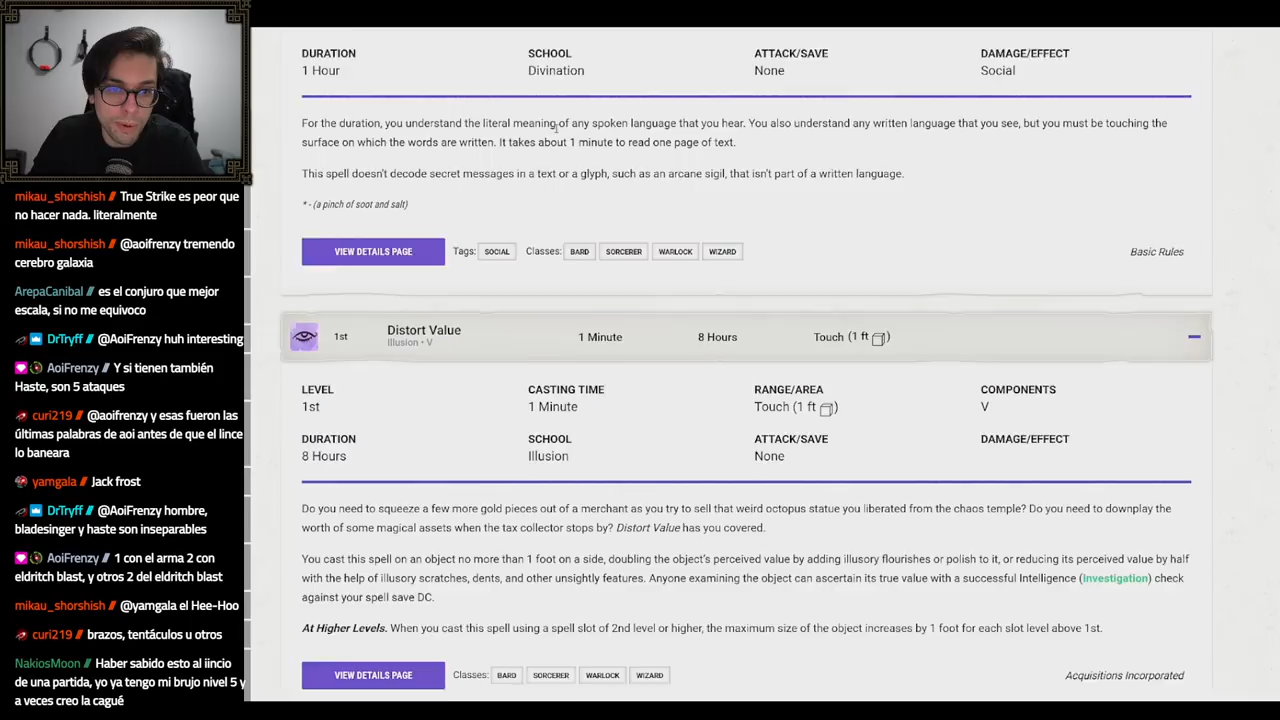 mikau_shorshish // True Strike es peor que
no hacer nada. literalmente
mikau_shorshish // @aoifrenzy tremendo
cerebro galaxia
ArepaCanibal // es el conjuro que mejor
escala, si no me equivoco
DrTryff // @AoiFrenzy huh interesting
AoiFrenzy // Y si tienen también
Haste, son 5 ataques
curi219 // @aoifrenzy y esas fueron las
últimas palabras de aoi antes de que el lince
lo baneara
yamgala // Jack frost
DrTryff // @AoiFrenzy hombre,
bladesinger y haste son inseparables
AoiFrenzy // 1 con el arma 2 con
eldritch blast, y otros 2 del eldritch blast
mikau_shorshish // @yamgala el Hee-Hoo
curi219 // brazos, tentáculos u otros
NakiosMoon // Haber sabido esto al iincio
de una partida, yo ya tengo mi brujo nivel 5 y
a veces creo la cagué
DURATION SCHOOL ATTACK/SAVE DAMAGE/EFFECT
1 Hour Divination None Social
For the duration, you understand the literal meaning of any spoken language that you hear. You also understand any written language that you see, but you must be touching the
surface on which the words are written. It takes about 1 minute to read one page of text.
This spell doesn't decode secret messages in a text or a glyph, such as an arcane sigil, that isn't part of a written language.
* - (a pinch of soot and salt)
VIEW DETAILS PAGE Tags: SOCIAL Classes: BARD SORCERER WARLOCK WIZARD Basic Rules
1st Distort Value 1 Minute 8 Hours Touch (1 ft )
Illusion • V
LEVEL CASTING TIME RANGE/AREA COMPONENTS
1st 1 Minute Touch (1 ft ) V
DURATION SCHOOL ATTACK/SAVE DAMAGE/EFFECT
8 Hours Illusion None
Do you need to squeeze a few more gold pieces out of a merchant as you try to sell that weird octopus statue you liberated from the chaos temple? Do you need to downplay the
worth of some magical assets when the tax collector stops by? Distort Value has you covered.
You cast this spell on an object no more than 1 foot on a side, doubling the object's perceived value by adding illusory flourishes or polish to it, or reducing its perceived value by half
with the help of illusory scratches, dents, and other unsightly features. Anyone examining the object can ascertain its true value with a successful Intelligence (Investigation) check
against your spell save DC.
At Higher Levels. When you cast this spell using a spell slot of 2nd level or higher, the maximum size of the object increases by 1 foot for each slot level above 1st.
VIEW DETAILS PAGE Classes: BARD SORCERER WARLOCK WIZARD Acquisitions Incorporated